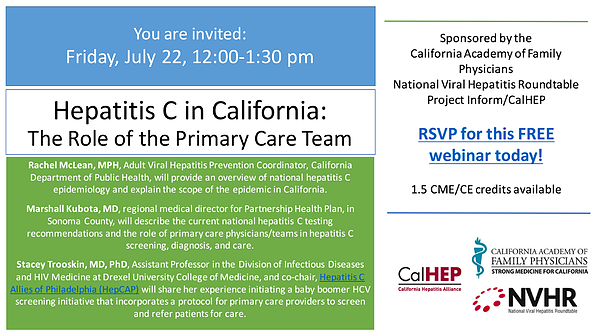 You are invited:
Friday, July 22, 12:00-1:30 pm
Hepatitis C in California:
The Role of the Primary Care Team
Rachel McLean, MPH, Adult Viral Hepatitis Prevention Coordinator, California
Department of Public Health, will provide an overview of national hepatitis C
epidemiology and explain the scope of the epidemic in California.
Marshall Kubota, MD, regional medical director for Partnership Health Plan, in
Sonoma County, will describe the current national hepatitis C testing
recommendations and the role of primary care physicians/teams in hepatitis C
screening, diagnosis, and care.
Stacey Trooskin, MD, PhD, Assistant Professor in the Division of Infectious Diseases
and HIV Medicine at Drexel University College of Medicine, and co-chair, Hepatitis C
Allies of Philadelphia (HepCAP) will share her experience initiating a baby boomer HCV
screening initiative that incorporates a protocol for primary care providers to screen
and refer patients for care.
Sponsored by the
California Academy of Family
Physicians
National Viral Hepatitis Roundtable
Project Inform/CalHEP
RSVP for this FREE
webinar today!
1.5 CME/CE credits available
CALIFORNIA ACADEMY OF
FAMILY PHYSICIANS
STRONG MEDICINE FOR CALIFORNIA
CalHEP
California Hepatitis Alliance
NVHR
National Viral Hepatitis Roundtable